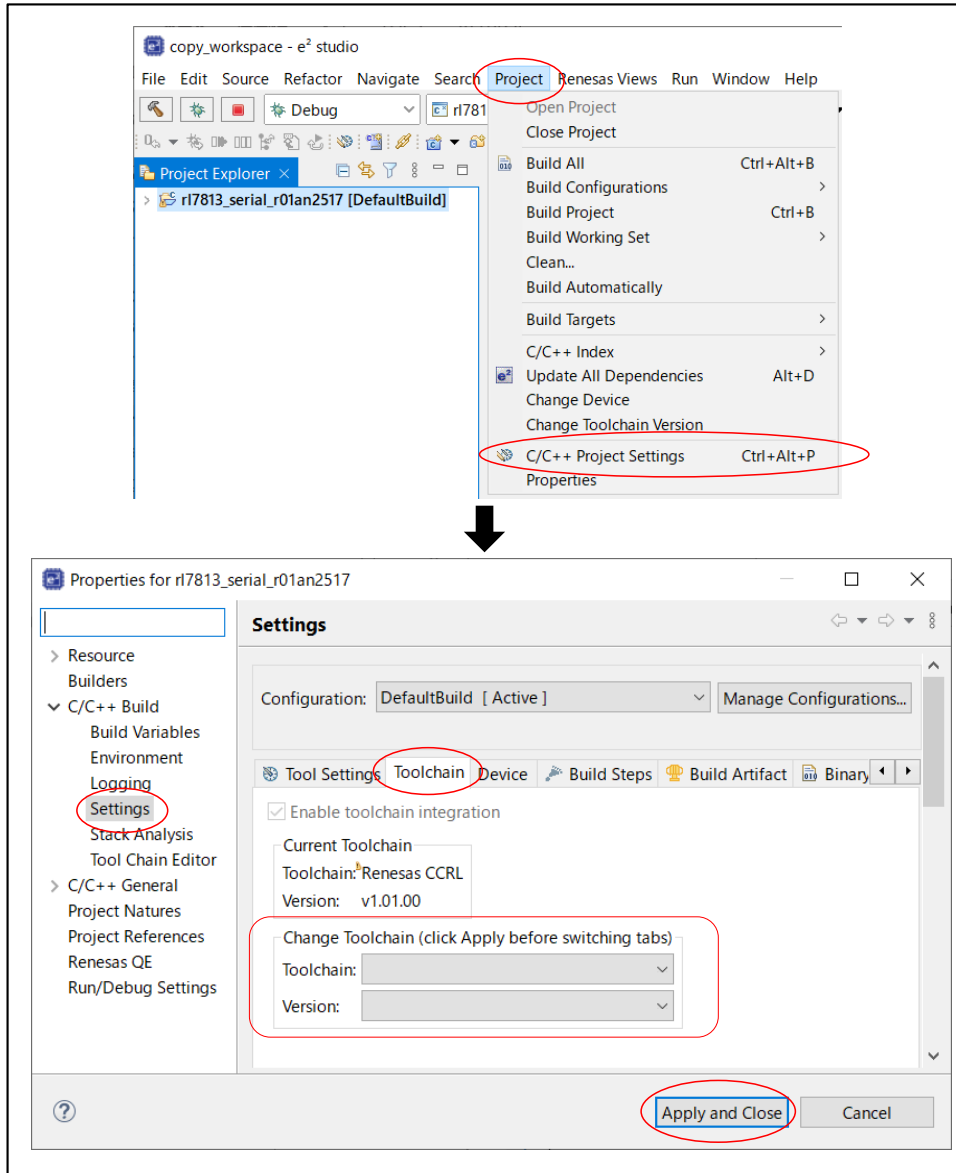 copy_workspace - e² studio
File Edit Source Refactor Navigate Search Project Renesas Views Run Window Help
Debug rl781
Project Explorer
rl7813_serial_r01an2517 [DefaultBuild]
Open Project
Close Project
Build All Ctrl+Alt+B
Build Configurations
Build Project Ctrl+B
Build Working Set
Clean...
Build Automatically
Build Targets
C/C++ Index
e² Update All Dependencies Alt+D
Change Device
Change Toolchain Version
C/C++ Project Settings Ctrl+Alt+P
Properties
Properties for rl7813_serial_r01an2517
Resource
Builders
C/C++ Build
Build Variables
Environment
Logging
Settings
Stack Analysis
Tool Chain Editor
C/C++ General
Project Natures
Project References
Renesas QE
Run/Debug Settings
Settings
Configuration: DefaultBuild [ Active ] Manage Configurations...
Tool Settings Toolchain Device Build Steps Build Artifact Binary
Enable toolchain integration
Current Toolchain
Toolchain: Renesas CCRL
Version: v1.01.00
Change Toolchain (click Apply before switching tabs)
Toolchain:
Version:
Apply and Close Cancel